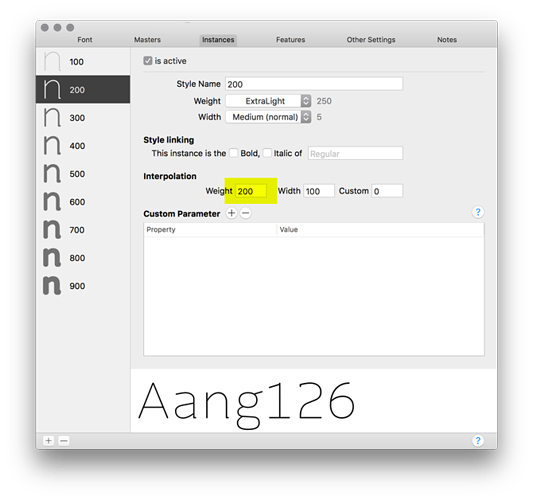 Font Masters Instances Features Other Settings Notes
n 100
n 200
n 300
n 400
n 500
n 600
n 700
n 800
n 900
is active
Style Name 200
Weight ExtraLight 250
Width Medium (normal) 5
Style linking
This instance is the Bold, Italic of Regular
Interpolation
Weight 200 Width 100 Custom 0
Custom Parameter + − ?
Property Value
Aang126
+ − ?